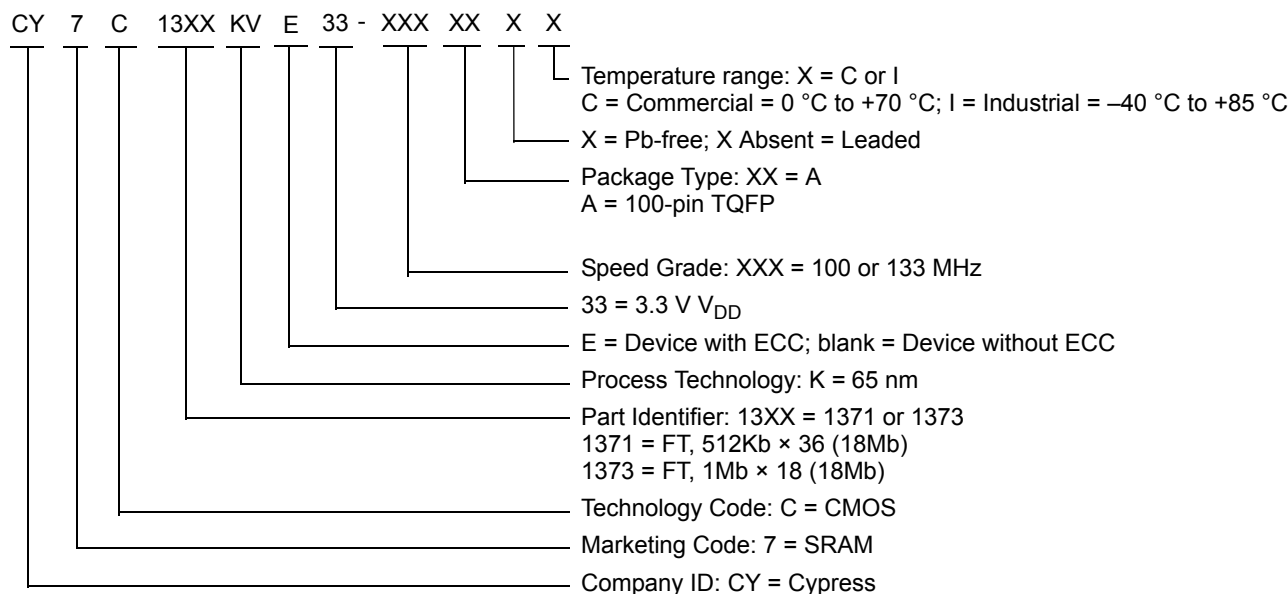 CY 7 C 13XX KV E 33 - XXX XX X X
Temperature range: X = C or I
C = Commercial = 0 °C to +70 °C; I = Industrial = –40 °C to +85 °C
X = Pb-free; X Absent = Leaded
Package Type: XX = A
A = 100-pin TQFP
Speed Grade: XXX = 100 or 133 MHz
33 = 3.3 V VDD
E = Device with ECC; blank = Device without ECC
Process Technology: K = 65 nm
Part Identifier: 13XX = 1371 or 1373
1371 = FT, 512Kb × 36 (18Mb)
1373 = FT, 1Mb × 18 (18Mb)
Technology Code: C = CMOS
Marketing Code: 7 = SRAM
Company ID: CY = Cypress